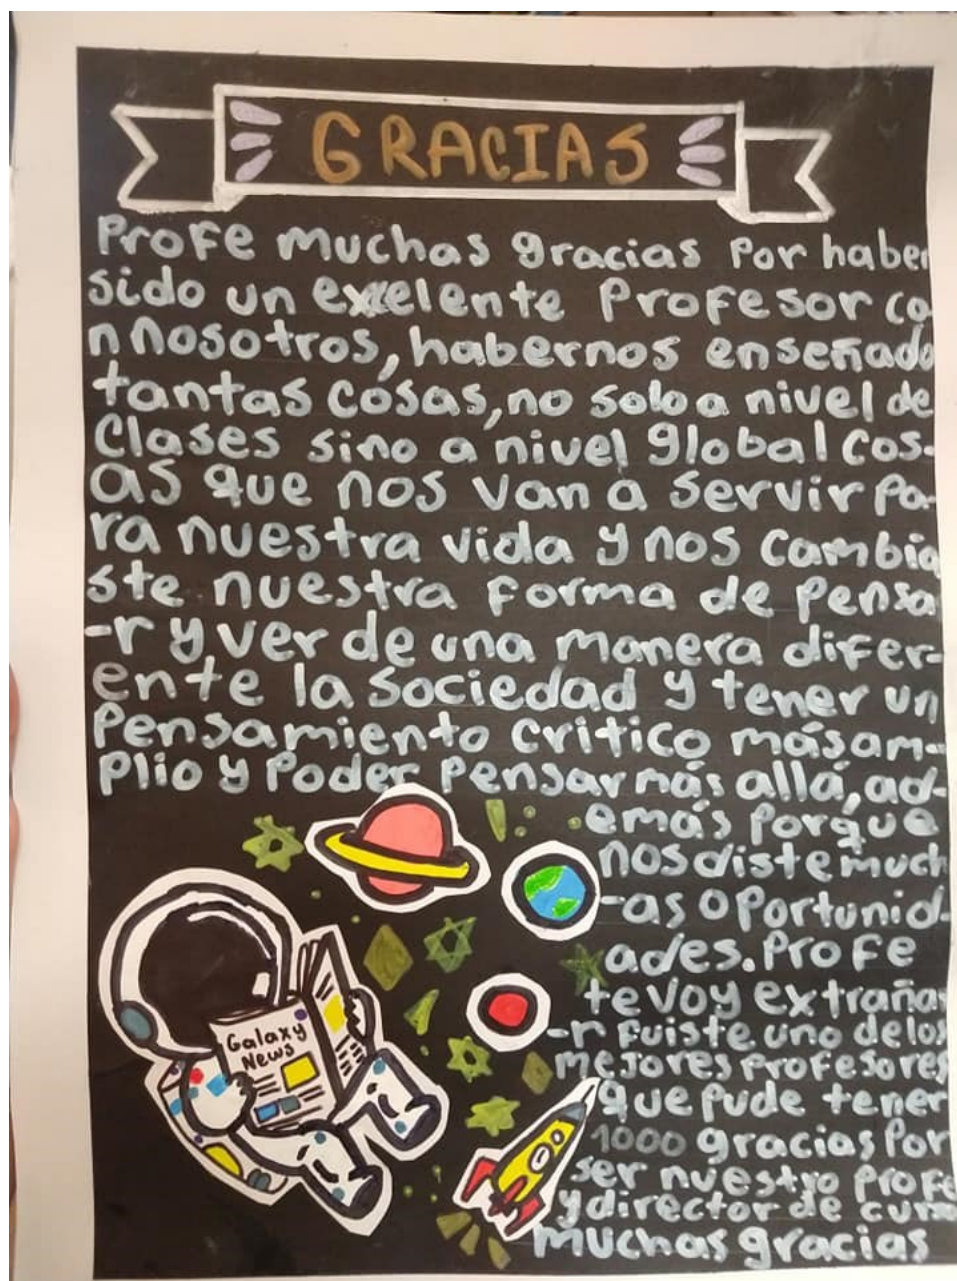 GRACIAS
Profe muchas gracias por haber
sido un exelente profesor co
nnosotros, habernos enseñado
tantas cosas, no solo a nivel de
clases sino a nivel global cos-
as que nos van a servir pa-
ra nuestra vida y nos cambia
ste nuestra forma de pensa
-r y ver de una manera difer-
ente la sociedad y tener un
pensamiento critico más am-
plio y poder pensar más allá, ad-
emás porque
nos diste much
-as oportunid-
ades. Profe
te voy extraña
-r fuiste uno de los
mejores profesores
que pude tener
1000 gracias por
ser nuestro profe
y director de curso
muchas gracias
Galaxy
News